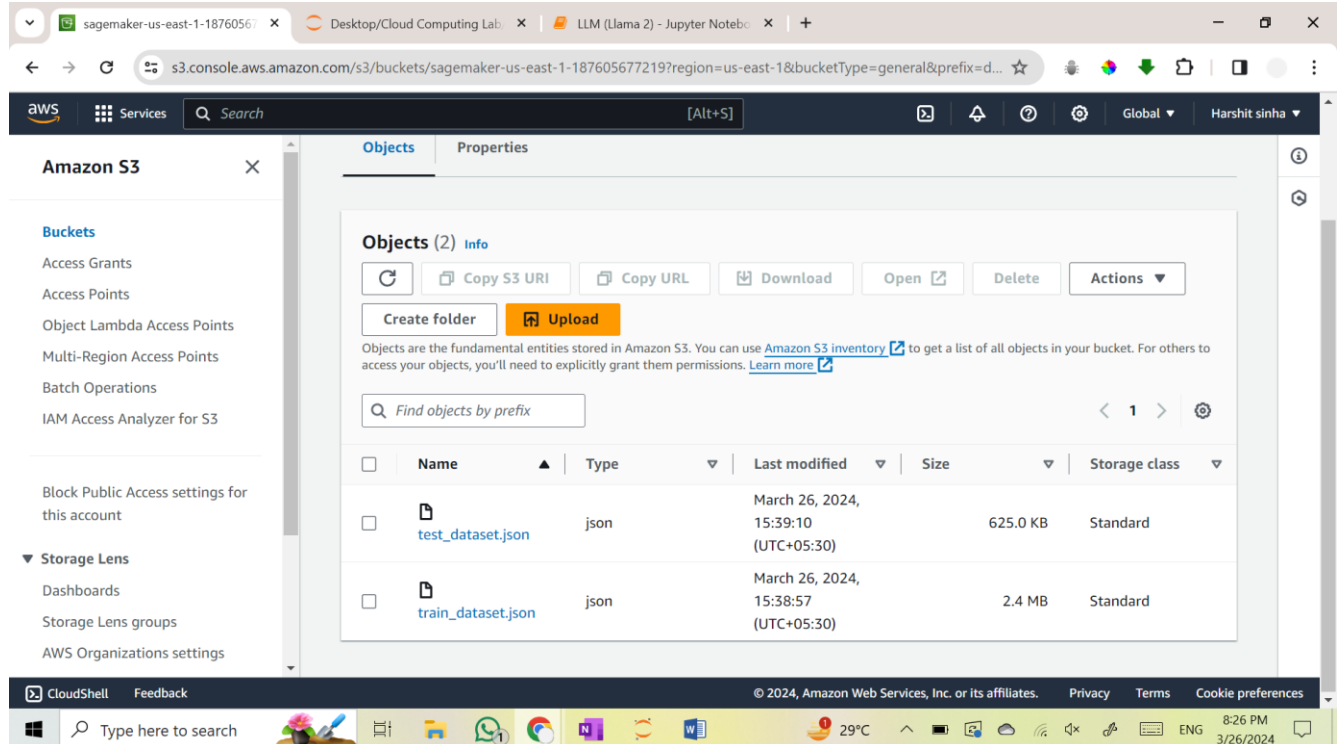 sagemaker-us-east-1-18760567
Desktop/Cloud Computing Lab
LLM (Llama 2) - Jupyter Notebo
s3.console.aws.amazon.com/s3/buckets/sagemaker-us-east-1-187605677219?region=us-east-1&bucketType=general&prefix=d...
aws
Services
Search
[Alt+S]
Global
Harshit sinha
Amazon S3
Buckets
Access Grants
Access Points
Object Lambda Access Points
Multi-Region Access Points
Batch Operations
IAM Access Analyzer for S3
Block Public Access settings for
this account
Storage Lens
Dashboards
Storage Lens groups
AWS Organizations settings
Objects
Properties
Objects (2) Info
Copy S3 URI
Copy URL
Download
Open
Delete
Actions
Create folder
Upload
Objects are the fundamental entities stored in Amazon S3. You can use Amazon S3 inventory to get a list of all objects in your bucket. For others to
access your objects, you'll need to explicitly grant them permissions. Learn more
Find objects by prefix
1
Name
Type
Last modified
Size
Storage class
test_dataset.json
json
March 26, 2024,
15:39:10
(UTC+05:30)
625.0 KB
Standard
train_dataset.json
json
March 26, 2024,
15:38:57
(UTC+05:30)
2.4 MB
Standard
CloudShell
Feedback
© 2024, Amazon Web Services, Inc. or its affiliates.
Privacy
Terms
Cookie preferences
Type here to search
29°C
ENG
8:26 PM
3/26/2024